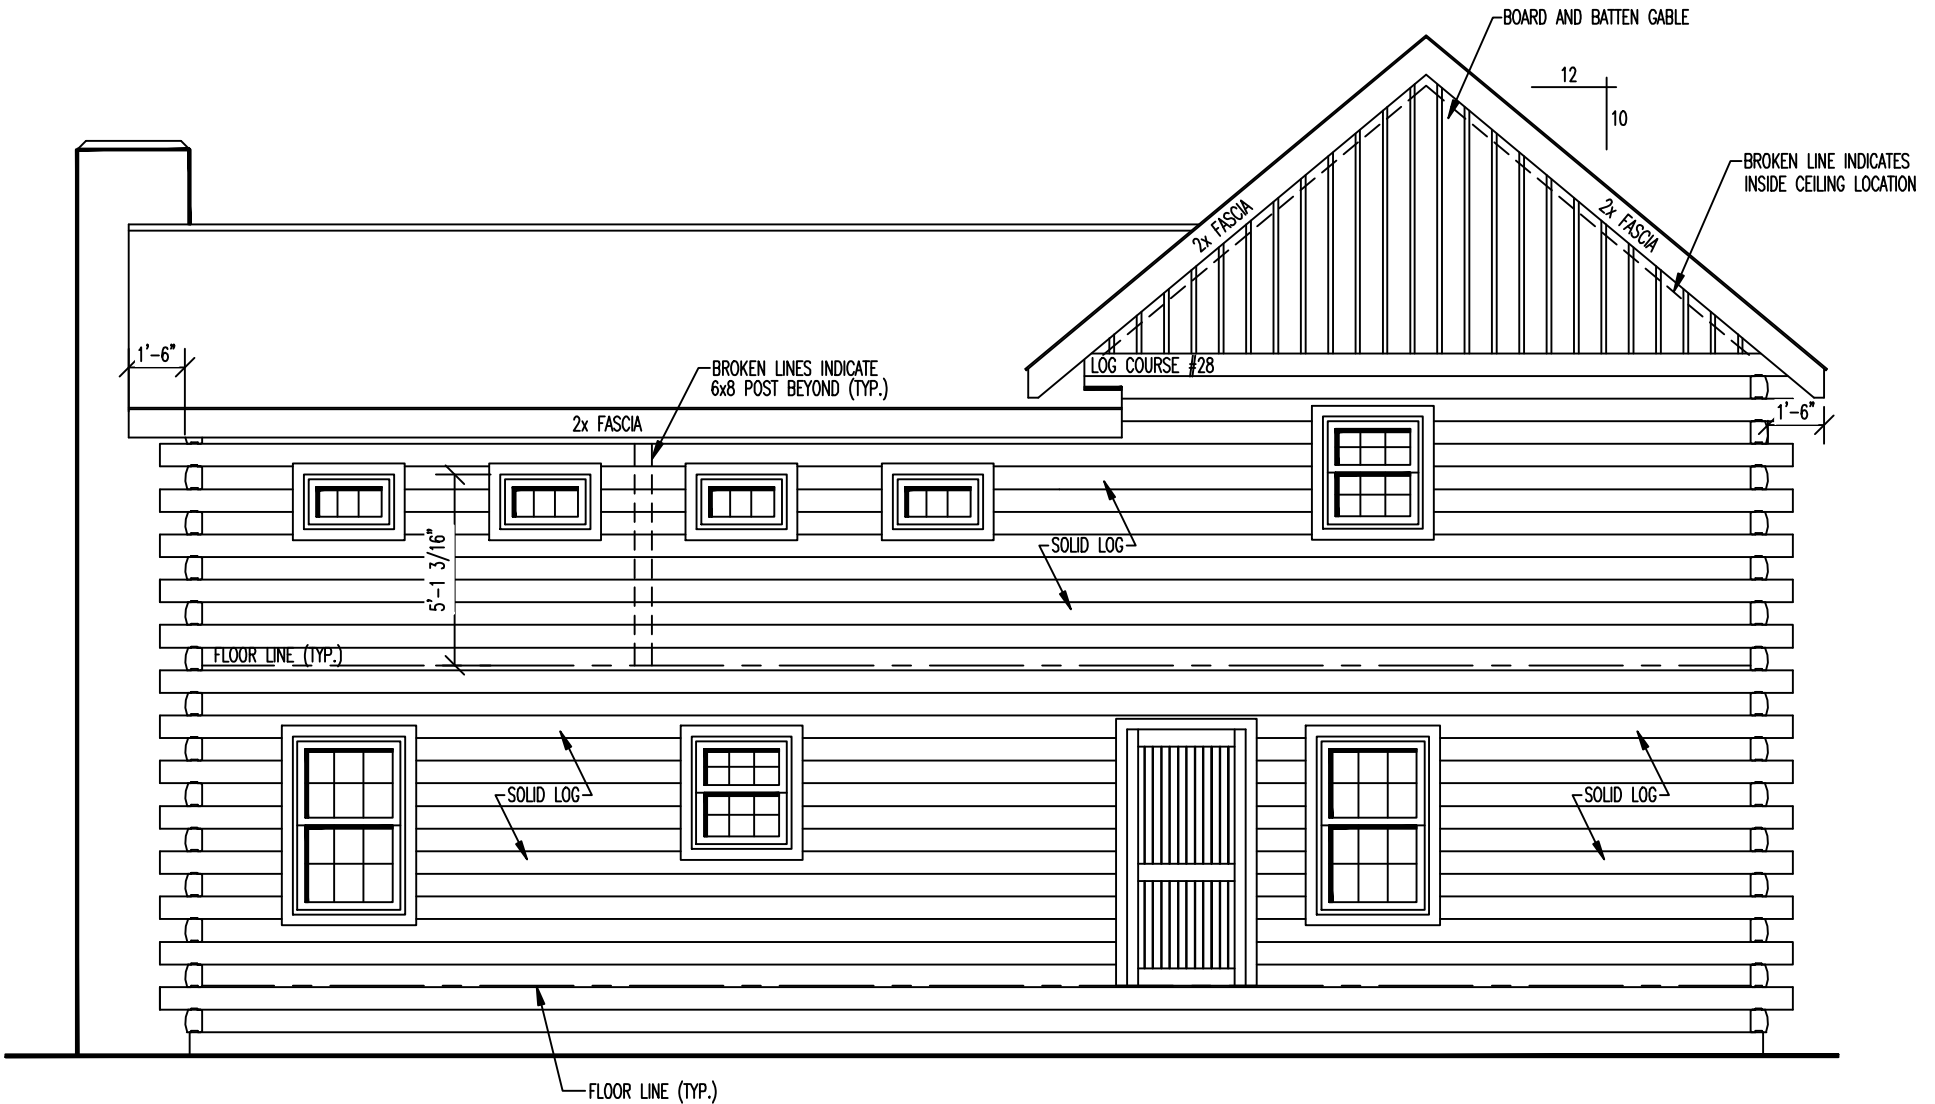 BOARD AND BATTEN GABLE
12
10
BROKEN LINE INDICATES
INSIDE CEILING LOCATION
2x FASCIA
2x FASCIA
1'-6"
BROKEN LINES INDICATE
6x8 POST BEYOND (TYP.)
LOG COURSE #28
2x FASCIA
1'-6"
SOLID LOG
5'-1 3/16"
FLOOR LINE (TYP.)
SOLID LOG
SOLID LOG
FLOOR LINE (TYP.)